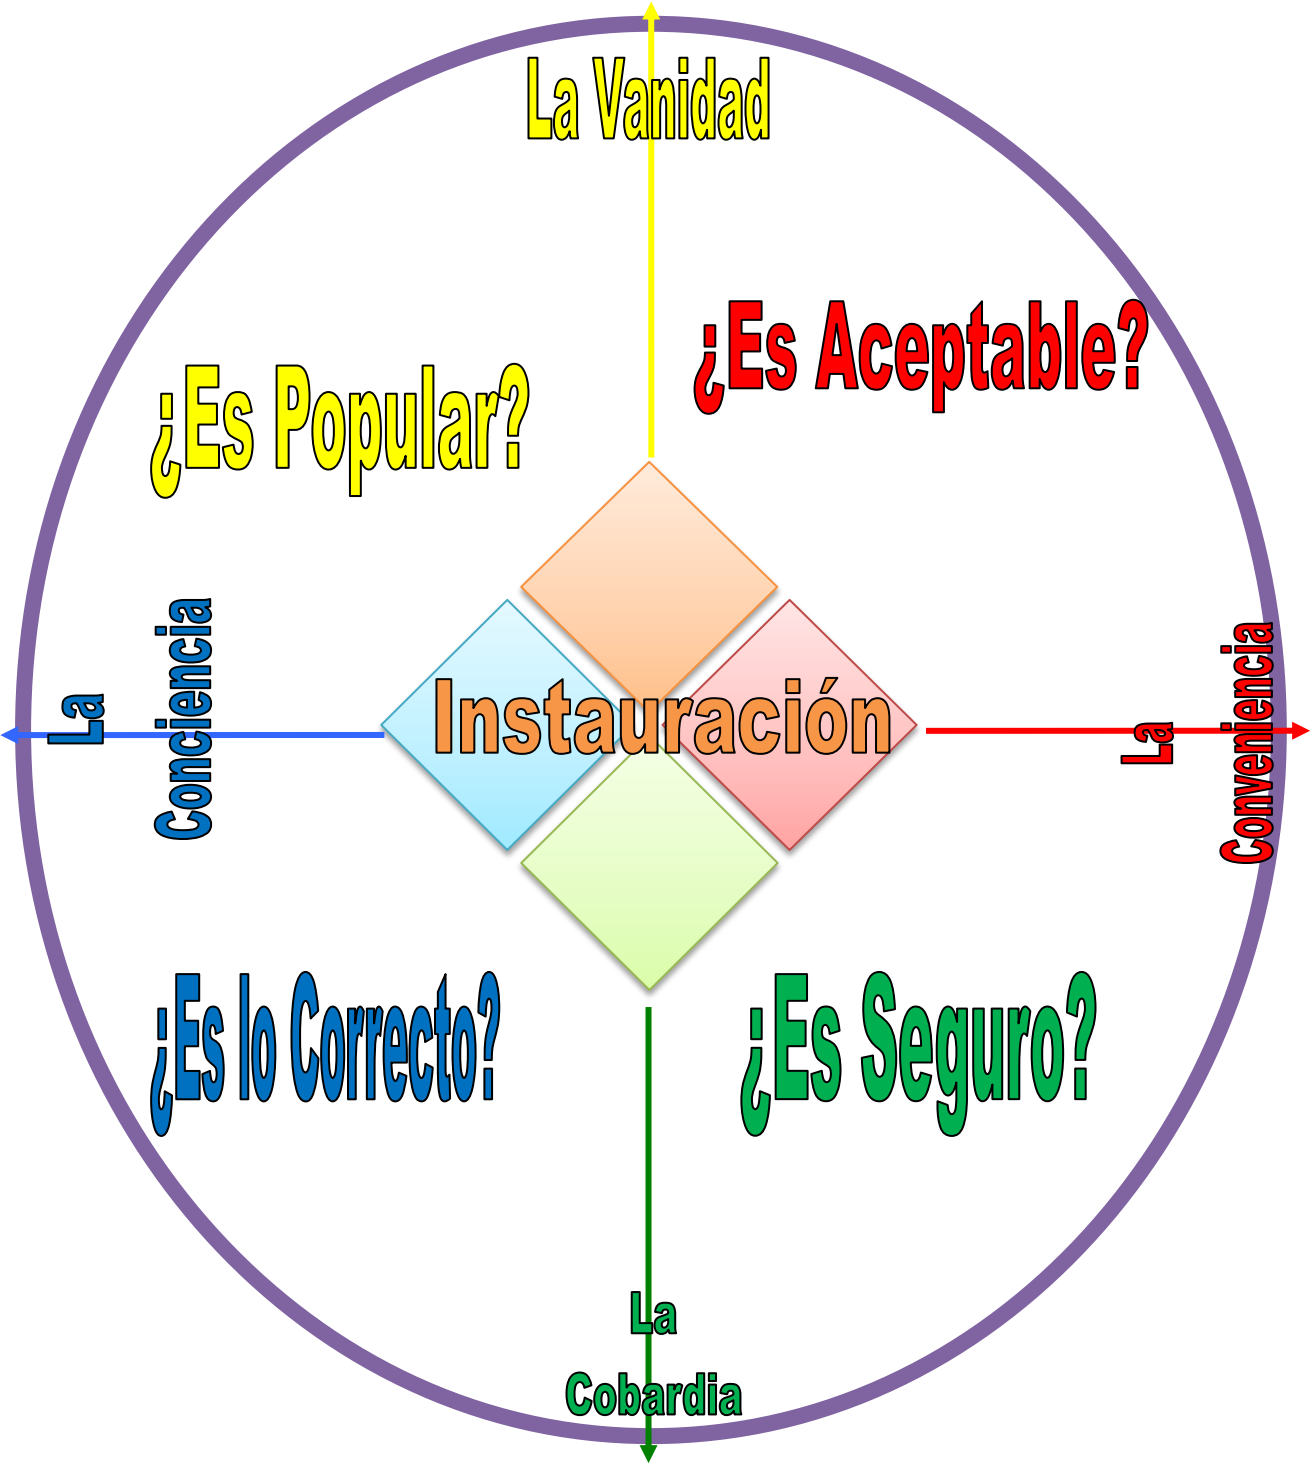 La Vanidad
¿Es Aceptable?
¿Es Popular?
La
Conciencia
Instauración
La
Conveniencia
¿Es lo Correcto?
¿Es Seguro?
La
Cobardia